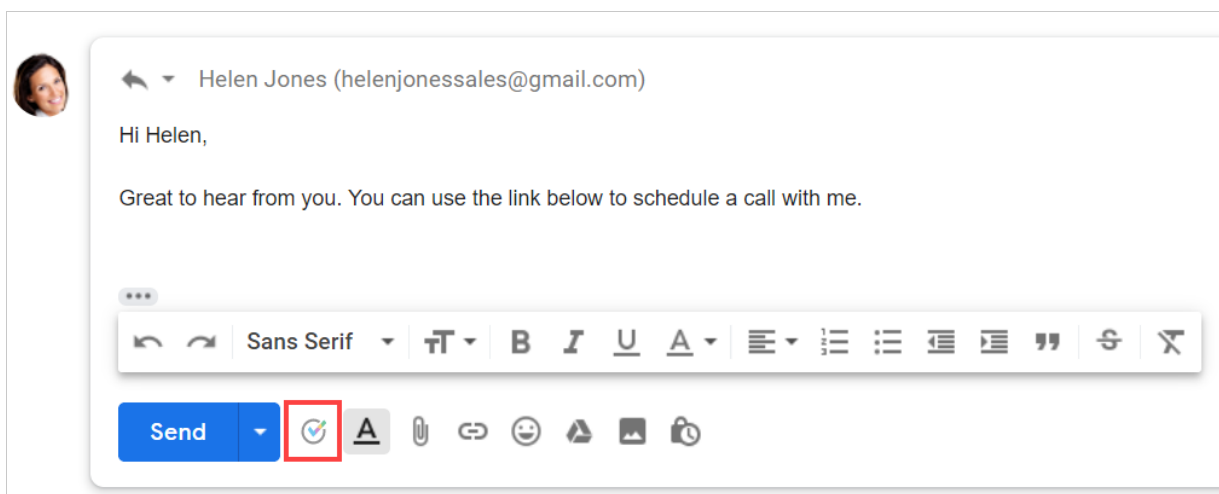 Helen Jones (helenjonessales@gmail.com)
Hi Helen,
Great to hear from you. You can use the link below to schedule a call with me.
Sans Serif
Send